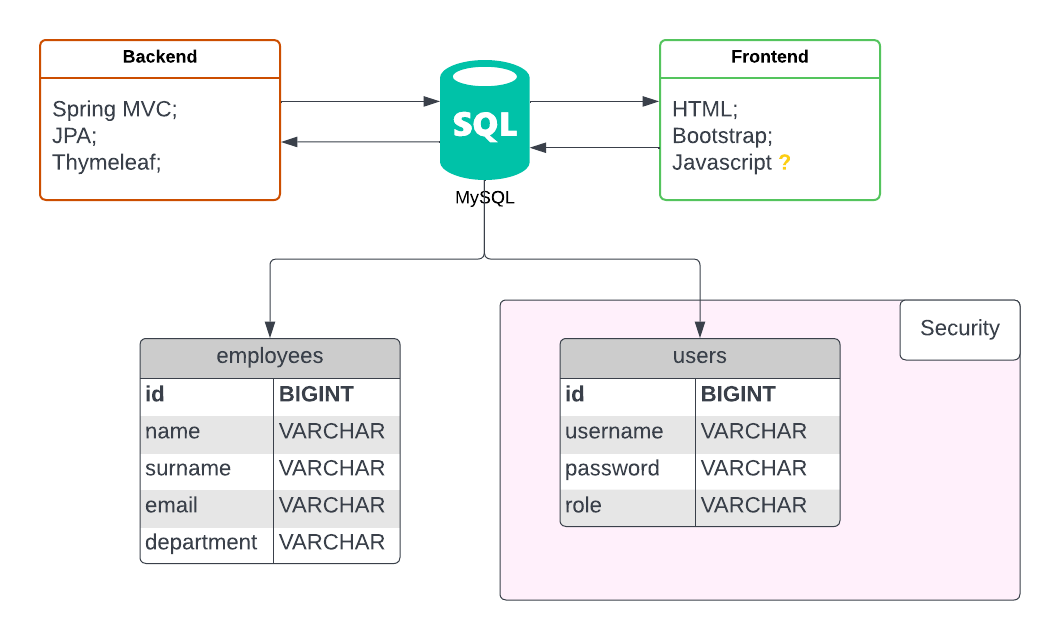 Backend
Spring MVC;
JPA;
Thymeleaf;
SQL
MySQL
Frontend
HTML;
Bootstrap;
Javascript ?
employees
id BIGINT
name VARCHAR
surname VARCHAR
email VARCHAR
department VARCHAR
Security
users
id BIGINT
username VARCHAR
password VARCHAR
role VARCHAR